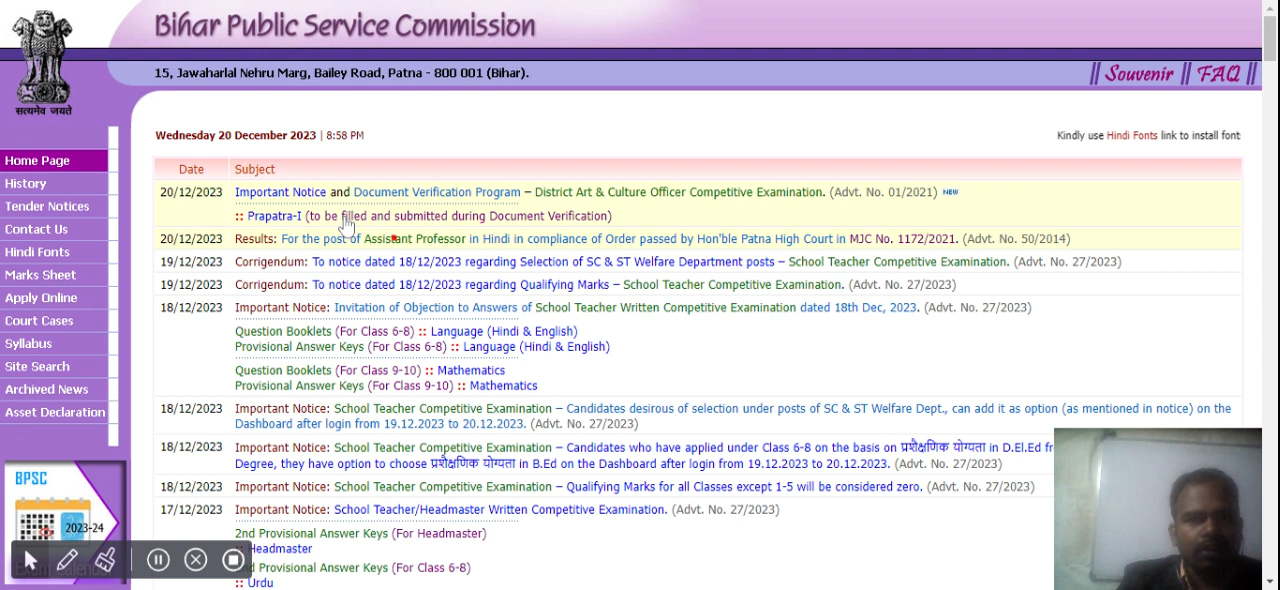 Bihar Public Service Commission
सत्यमेव जयते
15, Jawaharlal Nehru Marg, Bailey Road, Patna - 800 001 (Bihar).
|| Souvenir || FAQ ||
Wednesday 20 December 2023 | 8:58 PM
Kindly use Hindi Fonts link to install font
Home Page
History
Tender Notices
Contact Us
Hindi Fonts
Marks Sheet
Apply Online
Court Cases
Syllabus
Site Search
Archived News
Asset Declaration
BPSC
2023-24
Date Subject
20/12/2023 Important Notice and Document Verification Program – District Art & Culture Officer Competitive Examination. (Advt. No. 01/2021) NEW
:: Prapatra-I (to be filled and submitted during Document Verification)
20/12/2023 Results: For the post of Assistant Professor in Hindi in compliance of Order passed by Hon'ble Patna High Court in MJC No. 1172/2021. (Advt. No. 50/2014)
19/12/2023 Corrigendum: To notice dated 18/12/2023 regarding Selection of SC & ST Welfare Department posts – School Teacher Competitive Examination. (Advt. No. 27/2023)
19/12/2023 Corrigendum: To notice dated 18/12/2023 regarding Qualifying Marks – School Teacher Competitive Examination. (Advt. No. 27/2023)
18/12/2023 Important Notice: Invitation of Objection to Answers of School Teacher Written Competitive Examination dated 18th Dec, 2023. (Advt. No. 27/2023)
Question Booklets (For Class 6-8) :: Language (Hindi & English)
Provisional Answer Keys (For Class 6-8) :: Language (Hindi & English)
Question Booklets (For Class 9-10) :: Mathematics
Provisional Answer Keys (For Class 9-10) :: Mathematics
18/12/2023 Important Notice: School Teacher Competitive Examination – Candidates desirous of selection under posts of SC & ST Welfare Dept., can add it as option (as mentioned in notice) on the
Dashboard after login from 19.12.2023 to 20.12.2023. (Advt. No. 27/2023)
18/12/2023 Important Notice: School Teacher Competitive Examination – Candidates who have applied under Class 6-8 on the basis on प्रशैक्षणिक योग्यता in D.El.Ed
Degree, they have option to choose प्रशैक्षणिक योग्यता in B.Ed on the Dashboard after login from 19.12.2023 to 20.12.2023. (Advt. No. 27/2023)
18/12/2023 Important Notice: School Teacher Competitive Examination – Qualifying Marks for all Classes except 1-5 will be considered zero. (Advt. No. 27/2023)
17/12/2023 Important Notice: School Teacher/Headmaster Written Competitive Examination. (Advt. No. 27/2023)
2nd Provisional Answer Keys (For Headmaster)
Headmaster
Provisional Answer Keys (For Class 6-8)
:: Urdu